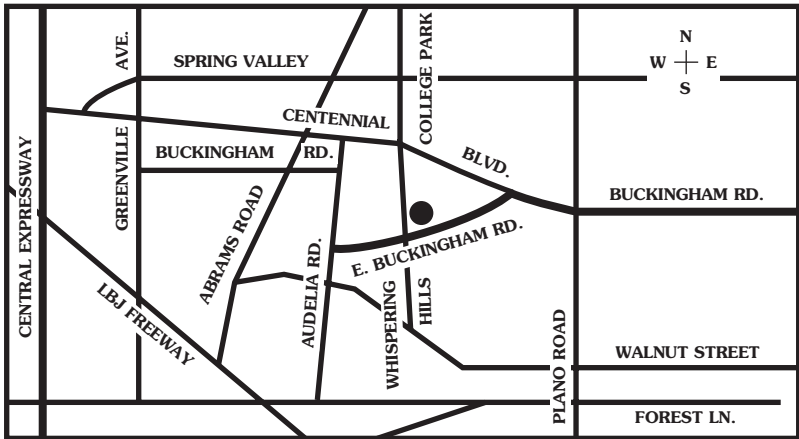 AVE.
SPRING VALLEY
COLLEGE PARK
N
W E
S
CENTENNIAL
BLVD.
BUCKINGHAM RD.
GREENVILLE
CENTRAL EXPRESSWAY
ABRAMS ROAD
BUCKINGHAM RD.
E. BUCKINGHAM RD.
AUDELIA RD.
LBJ FREEWAY
WHISPERING
HILLS
PLANO ROAD
WALNUT STREET
FOREST LN.